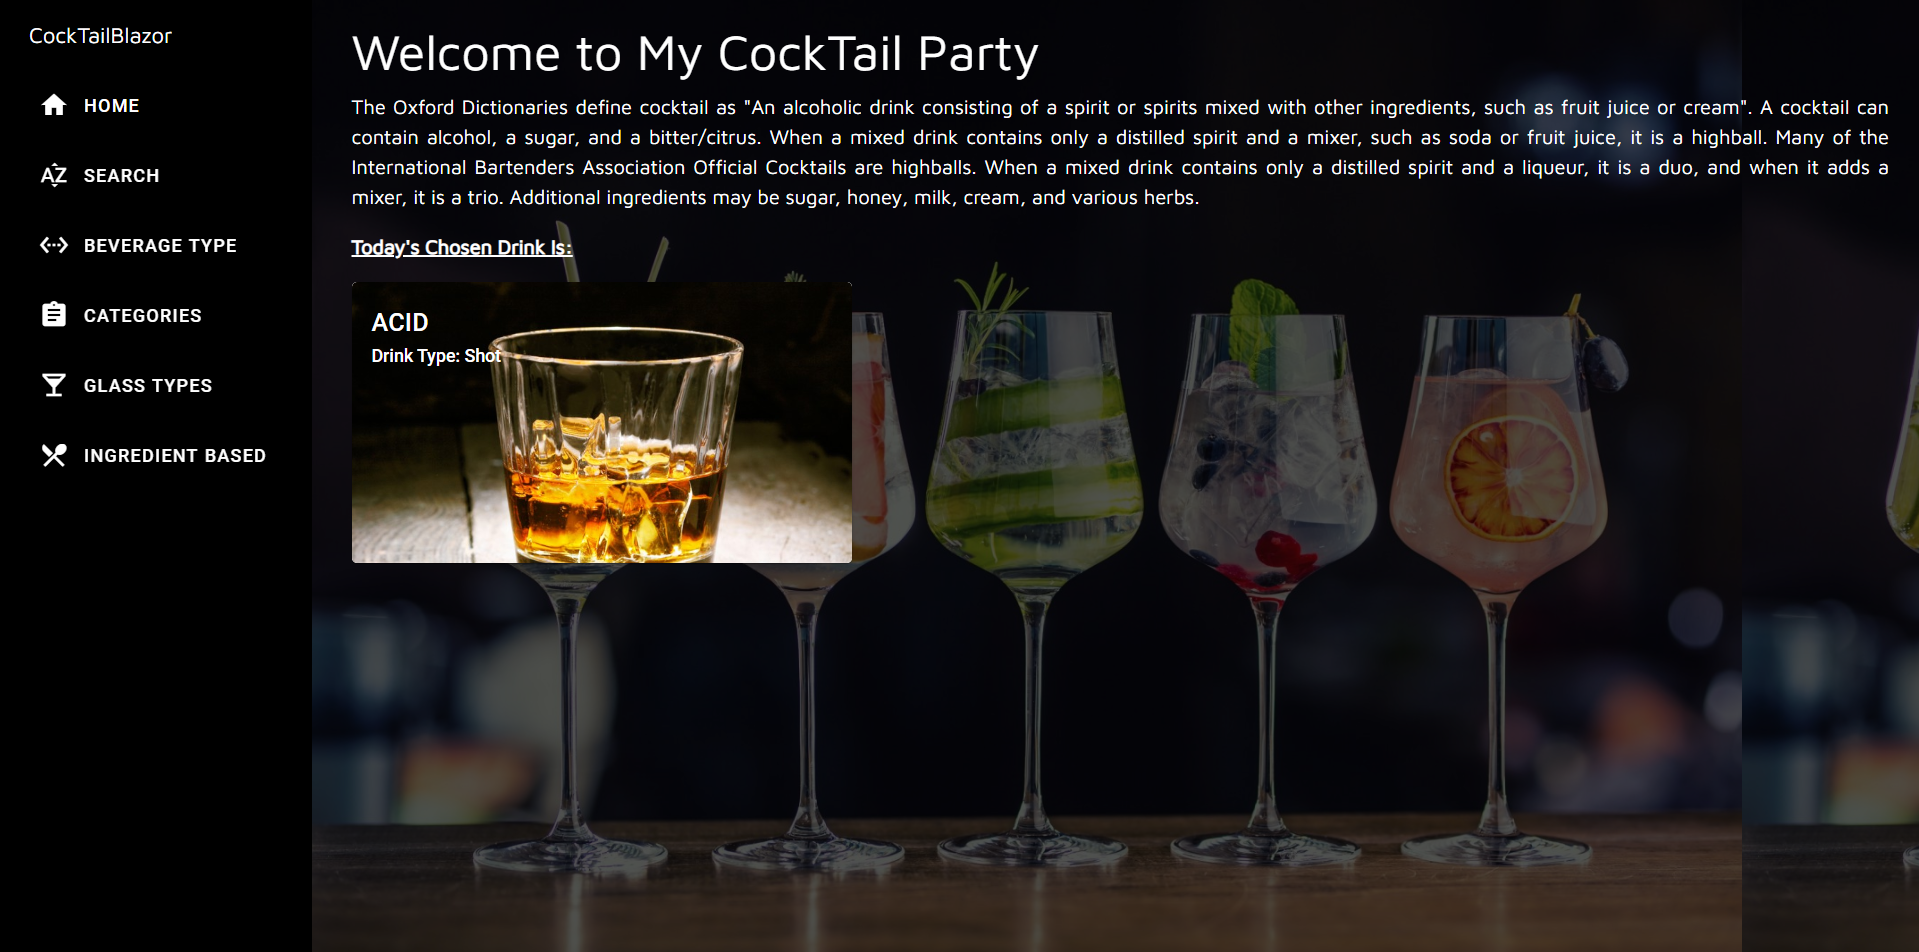 CockTailBlazor
HOME
SEARCH
BEVERAGE TYPE
CATEGORIES
GLASS TYPES
INGREDIENT BASED
Welcome to My CockTail Party
The Oxford Dictionaries define cocktail as "An alcoholic drink consisting of a spirit or spirits mixed with other ingredients, such as fruit juice or cream". A cocktail can
contain alcohol, a sugar, and a bitter/citrus. When a mixed drink contains only a distilled spirit and a mixer, such as soda or fruit juice, it is a highball. Many of the
International Bartenders Association Official Cocktails are highballs. When a mixed drink contains only a distilled spirit and a liqueur, it is a duo, and when it adds a
mixer, it is a trio. Additional ingredients may be sugar, honey, milk, cream, and various herbs.
Today's Chosen Drink Is:
ACID
Drink Type: Shot